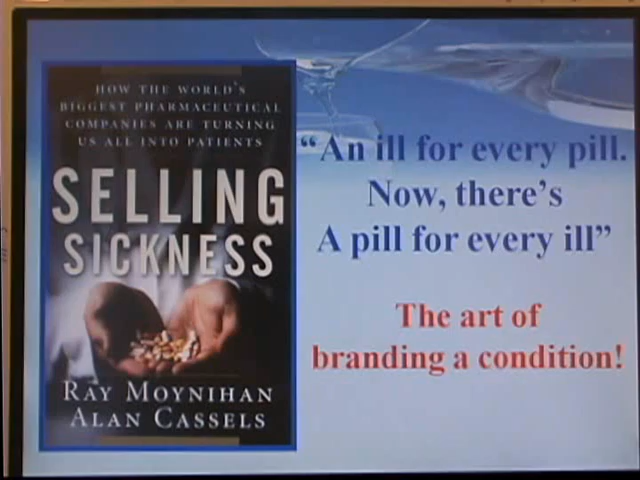 HOW THE WORLD'S
BIGGEST PHARMACEUTICAL
COMPANIES ARE TURNING
US ALL INTO PATIENTS
SELLING
SICKNESS
RAY MOYNIHAN
ALAN CASSELS
“An ill for every pill.
Now, there’s
A pill for every ill”
The art of
branding a condition!